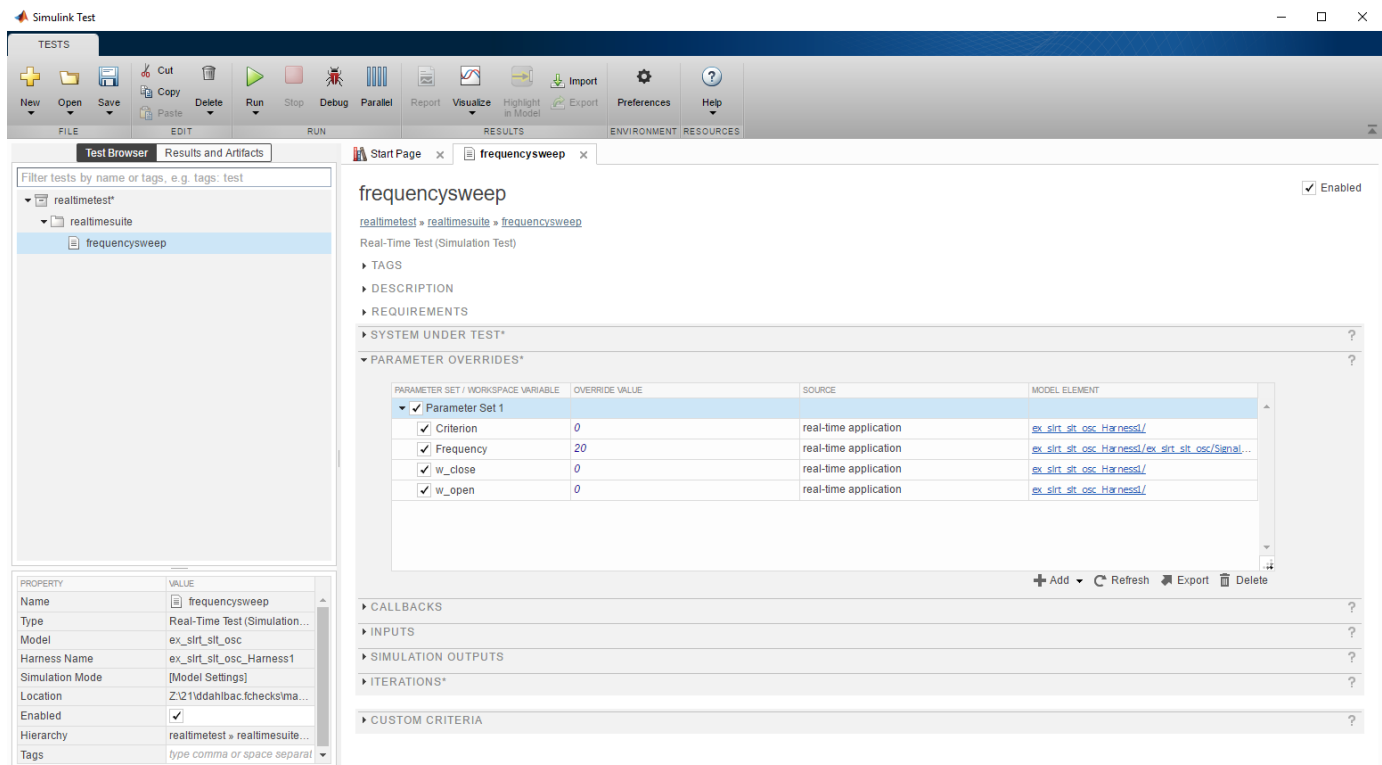 Simulink Test
TESTS
New Open Save Cut Copy Paste Delete Run Stop Debug Parallel Report Visualize Highlight in Model Import Export Preferences Help
FILE EDIT RUN RESULTS ENVIRONMENT RESOURCES
Test Browser Results and Artifacts
Filter tests by name or tags, e.g. tags: test
realtimetest*
realtimesuite
frequencysweep
PROPERTY VALUE
Name frequencysweep
Type Real-Time Test (Simulation...
Model ex_slrt_slt_osc
Harness Name ex_slrt_slt_osc_Harness1
Simulation Mode [Model Settings]
Location Z:\21\ddahlbac.fchecks\ma...
Enabled
Hierarchy realtimetest » realtimesuite...
Tags type comma or space separat
Start Page x frequencysweep x
frequencysweep
Enabled
realtimetest » realtimesuite » frequencysweep
Real-Time Test (Simulation Test)
TAGS
DESCRIPTION
REQUIREMENTS
SYSTEM UNDER TEST* ?
PARAMETER OVERRIDES* ?
PARAMETER SET / WORKSPACE VARIABLE OVERRIDE VALUE SOURCE MODEL ELEMENT
Parameter Set 1
Criterion 0 real-time application ex_slrt_slt_osc_Harness1/
Frequency 20 real-time application ex_slrt_slt_osc_Harness1/ex_slrt_slt_osc/Signal...
w_close 0 real-time application ex_slrt_slt_osc_Harness1/
w_open 0 real-time application ex_slrt_slt_osc_Harness1/
Add Refresh Export Delete
CALLBACKS ?
INPUTS ?
SIMULATION OUTPUTS ?
ITERATIONS* ?
CUSTOM CRITERIA ?